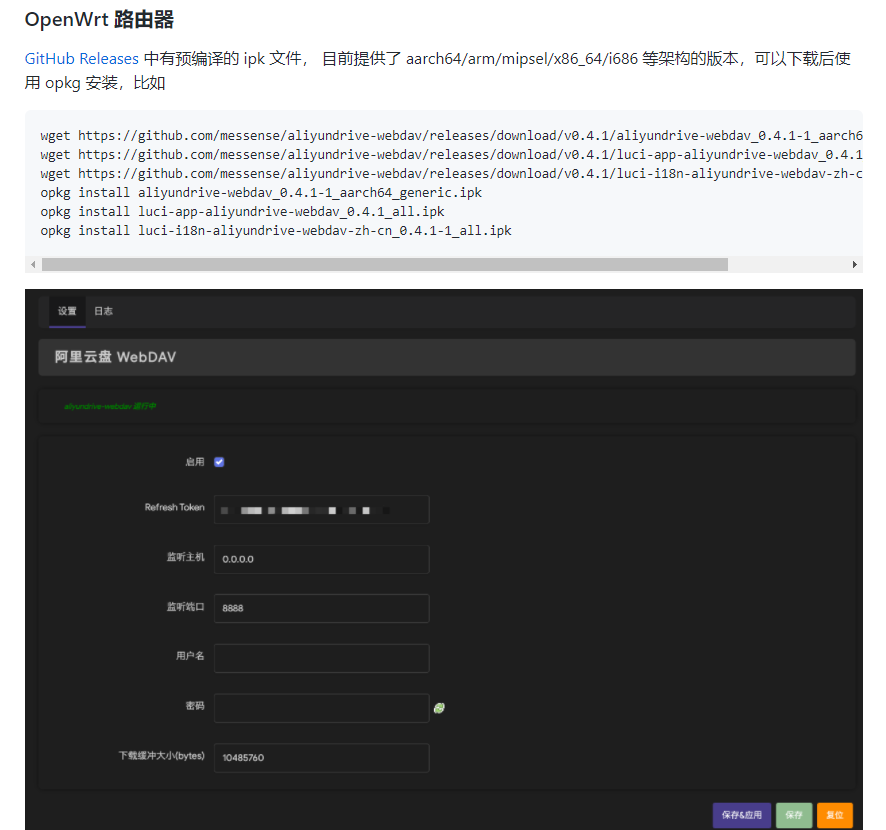 OpenWrt 路由器
GitHub Releases 中有预编译的 ipk 文件， 目前提供了 aarch64/arm/mipsel/x86_64/i686 等架构的版本，可以下载后使
用 opkg 安装，比如
wget https://github.com/messense/aliyundrive-webdav/releases/download/v0.4.1/aliyundrive-webdav_0.4.1-1_aarch6
wget https://github.com/messense/aliyundrive-webdav/releases/download/v0.4.1/luci-app-aliyundrive-webdav_0.4.1
wget https://github.com/messense/aliyundrive-webdav/releases/download/v0.4.1/luci-i18n-aliyundrive-webdav-zh-c
opkg install aliyundrive-webdav_0.4.1-1_aarch64_generic.ipk
opkg install luci-app-aliyundrive-webdav_0.4.1_all.ipk
opkg install luci-i18n-aliyundrive-webdav-zh-cn_0.4.1-1_all.ipk
设置 日志
阿里云盘 WebDAV
aliyundrive-webdav 运行中
启用
Refresh Token
监听主机 0.0.0.0
监听端口 8888
用户名
密码
下载缓冲大小(bytes) 10485760
保存&应用 保存 复位